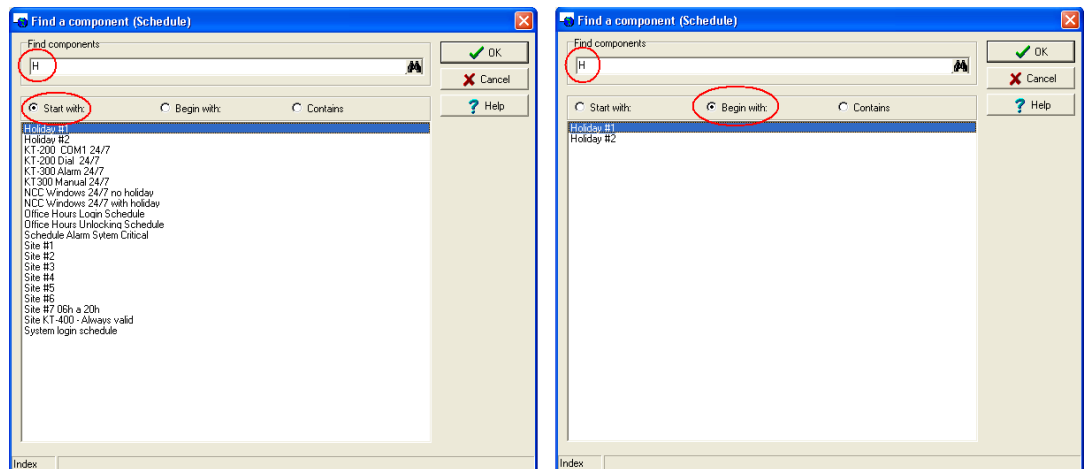 Find a component (Schedule)
Find components
H
OK
Cancel
Help
Start with:
Begin with:
Contains
Holiday #1
Holiday #2
KT-200 COM1 24/7
KT-200 Dial 24/7
KT-300 Alarm 24/7
KT300 Manual 24/7
NCC Windows 24/7 no holiday
NCC Windows 24/7 with holiday
Office Hours Login Schedule
Office Hours Unlocking Schedule
Schedule Alarm Sytem Critical
Site #1
Site #2
Site #3
Site #4
Site #5
Site #6
Site #7 06h a 20h
Site KT-400 - Always valid
System login schedule
Index
Find a component (Schedule)
Find components
H
OK
Cancel
Help
Start with:
Begin with:
Contains
Holiday #1
Holiday #2
Index